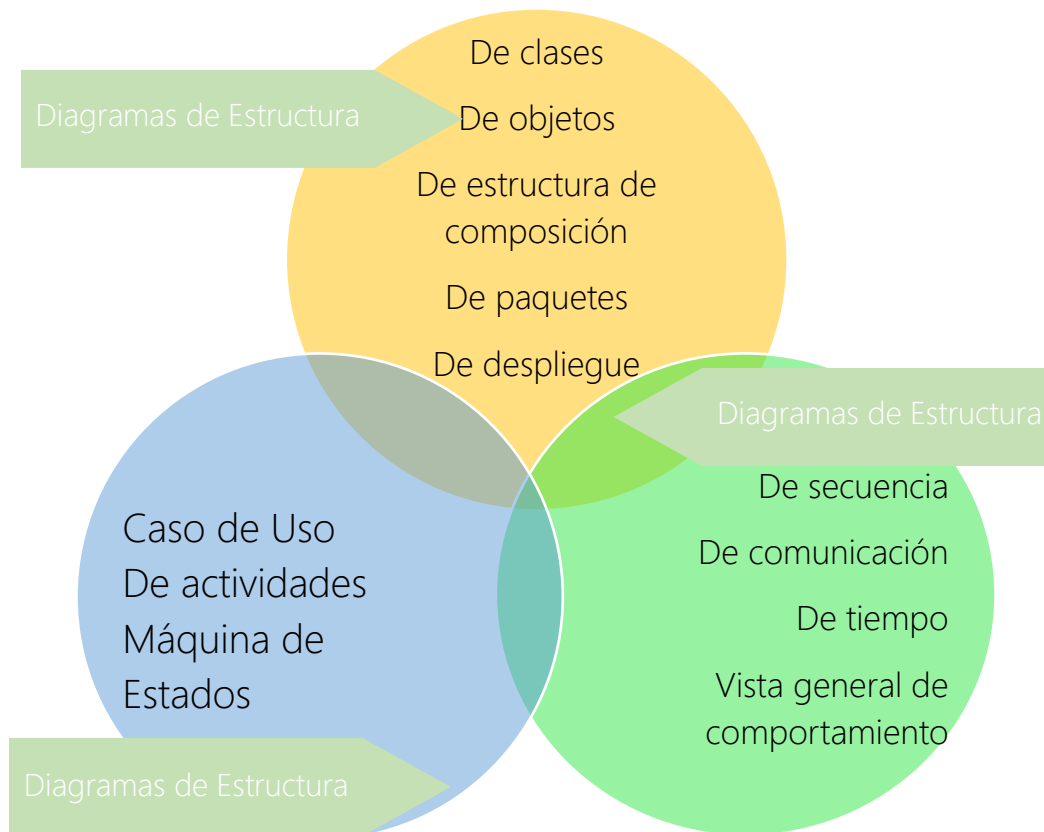 De clases
Diagramas de Estructura
De objetos
De estructura de
composición
De paquetes
De despliegue
Diagramas de Estructura
De secuencia
De comunicación
De tiempo
Vista general de
comportamiento
Caso de Uso
De actividades
Máquina de
Estados
Diagramas de Estructura